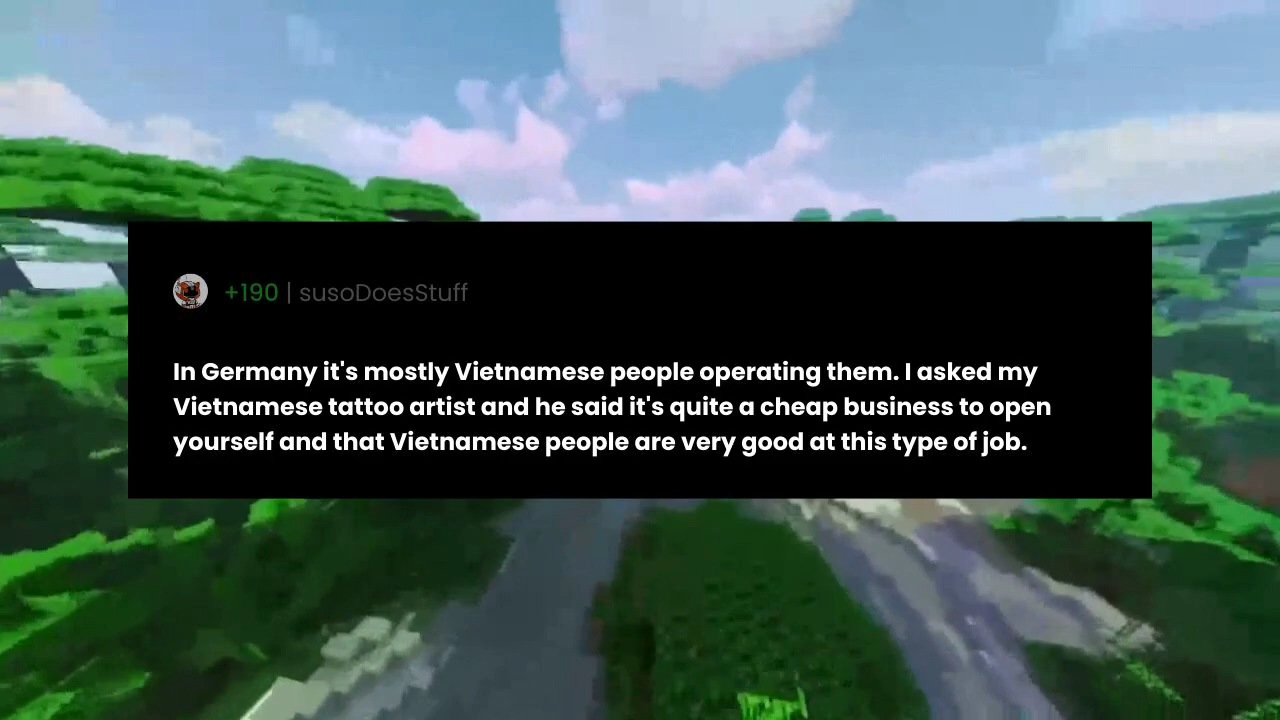 +190 | susoDoesStuff
In Germany it's mostly Vietnamese people operating them. I asked my
Vietnamese tattoo artist and he said it's quite a cheap business to open
yourself and that Vietnamese people are very good at this type of job.